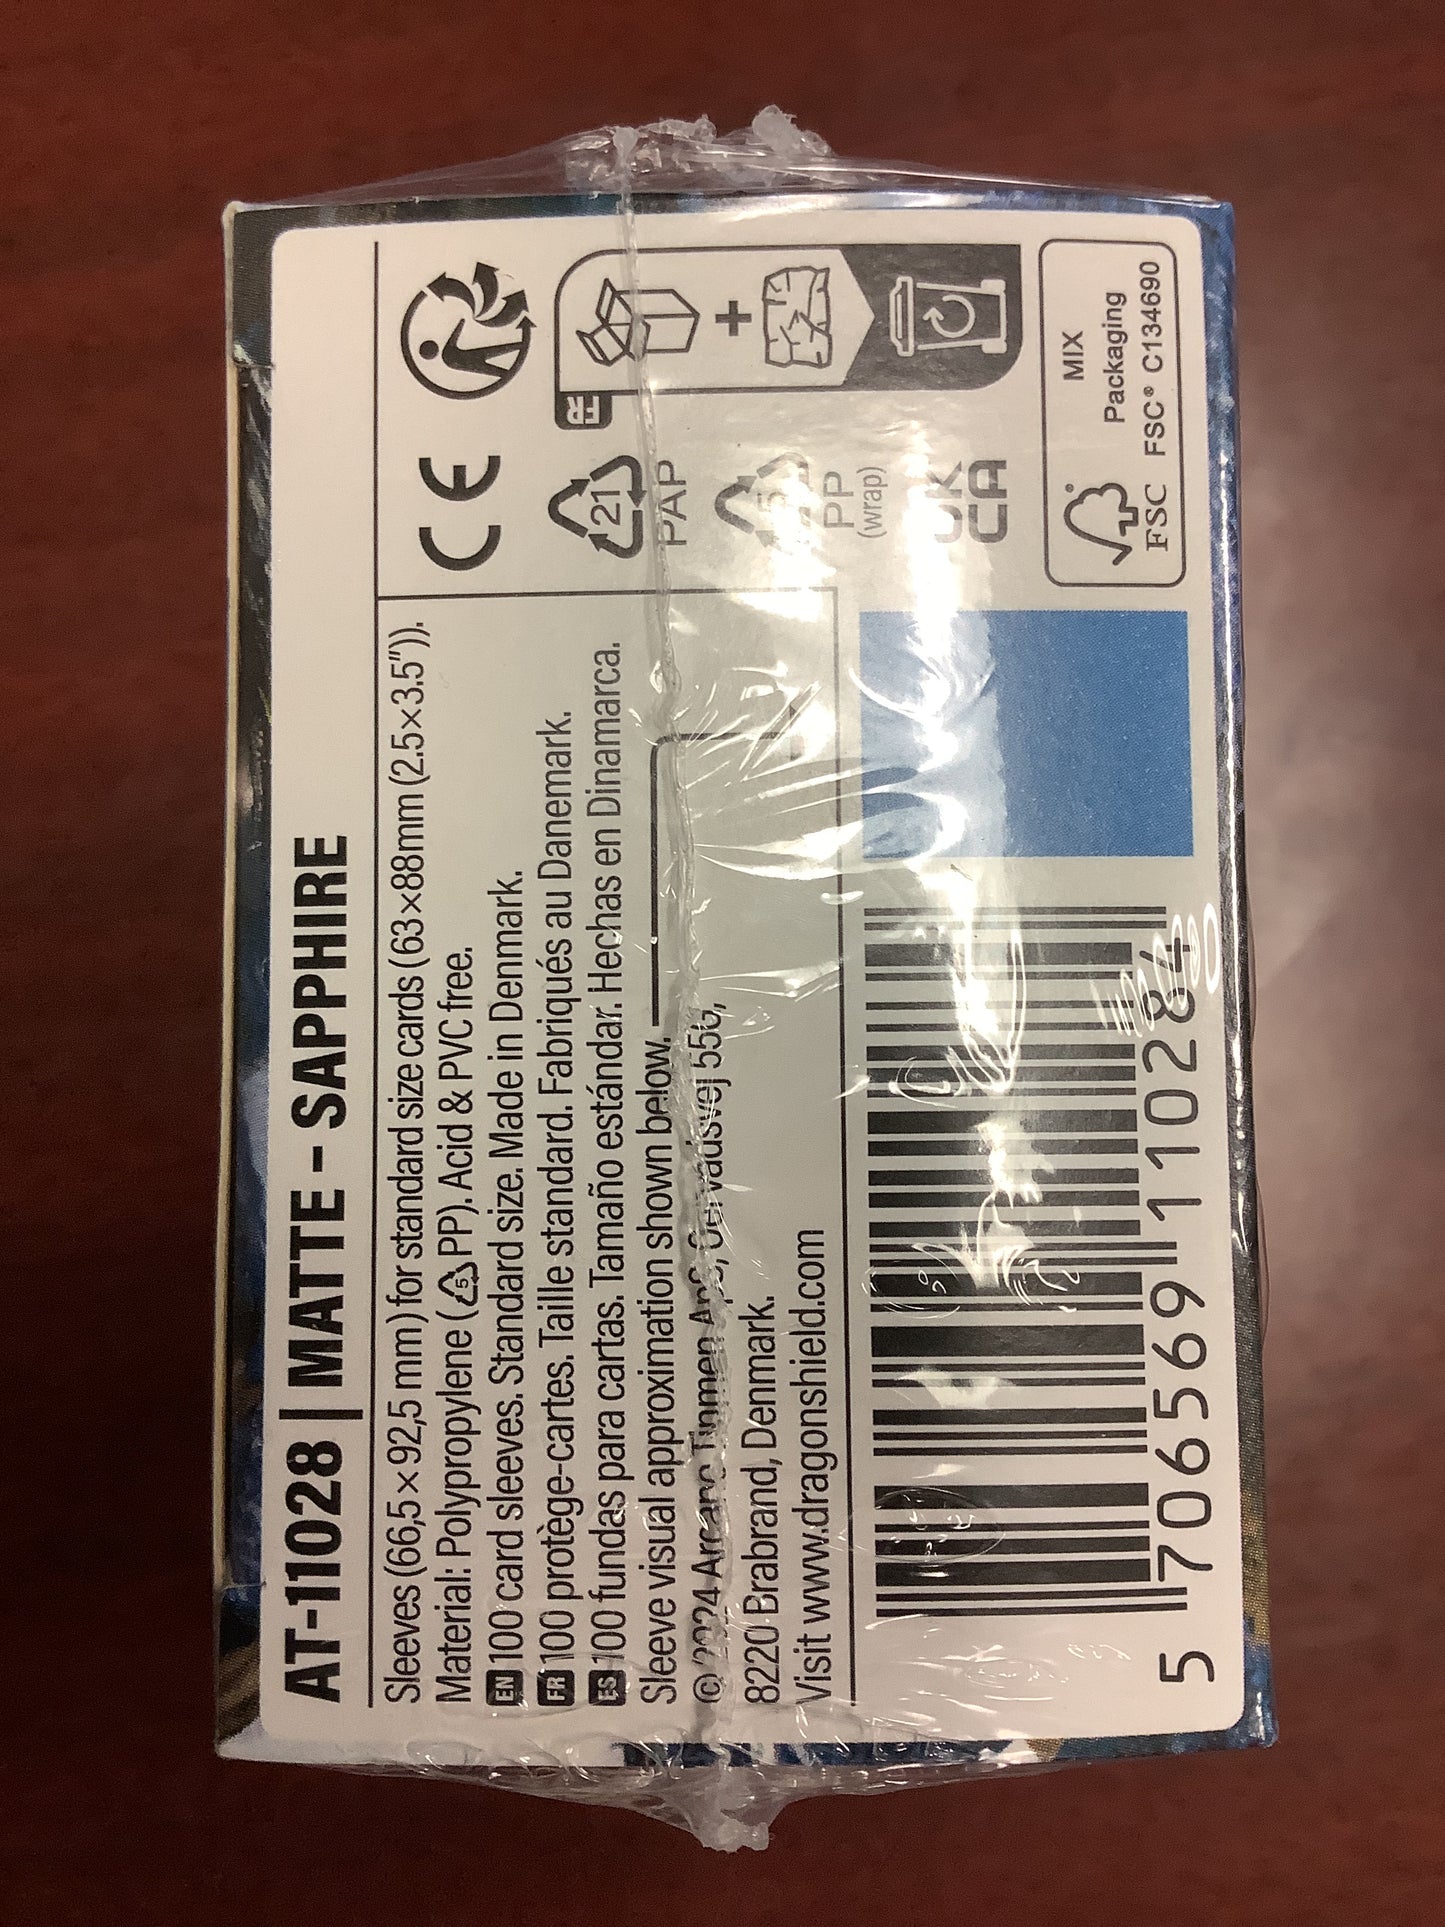 AT-11028 | MATTE - SAPPHIRE
Sleeves (66,5 × 92,5 mm) for standard size cards (63×88mm (2.5×3.5")).
Material: Polypropylene (5 PP). Acid & PVC free.
EN 100 card sleeves. Standard size. Made in Denmark.
FR 100 protège-cartes. Taille standard. Fabriqués au Danemark.
ES 100 fundas para cartas. Tamaño estándar. Hechas en Dinamarca.
Sleeve visual approximation shown below.
© 2024 Arcane Tinmen ApS, 55G,
8220 Brabrand, Denmark.
Visit www.dragonshield.com
5 706569 110284
CE
FR
21
PAP
5
PP
(wrap)
UK
CA
FSC
MIX
Packaging
FSC® C134690